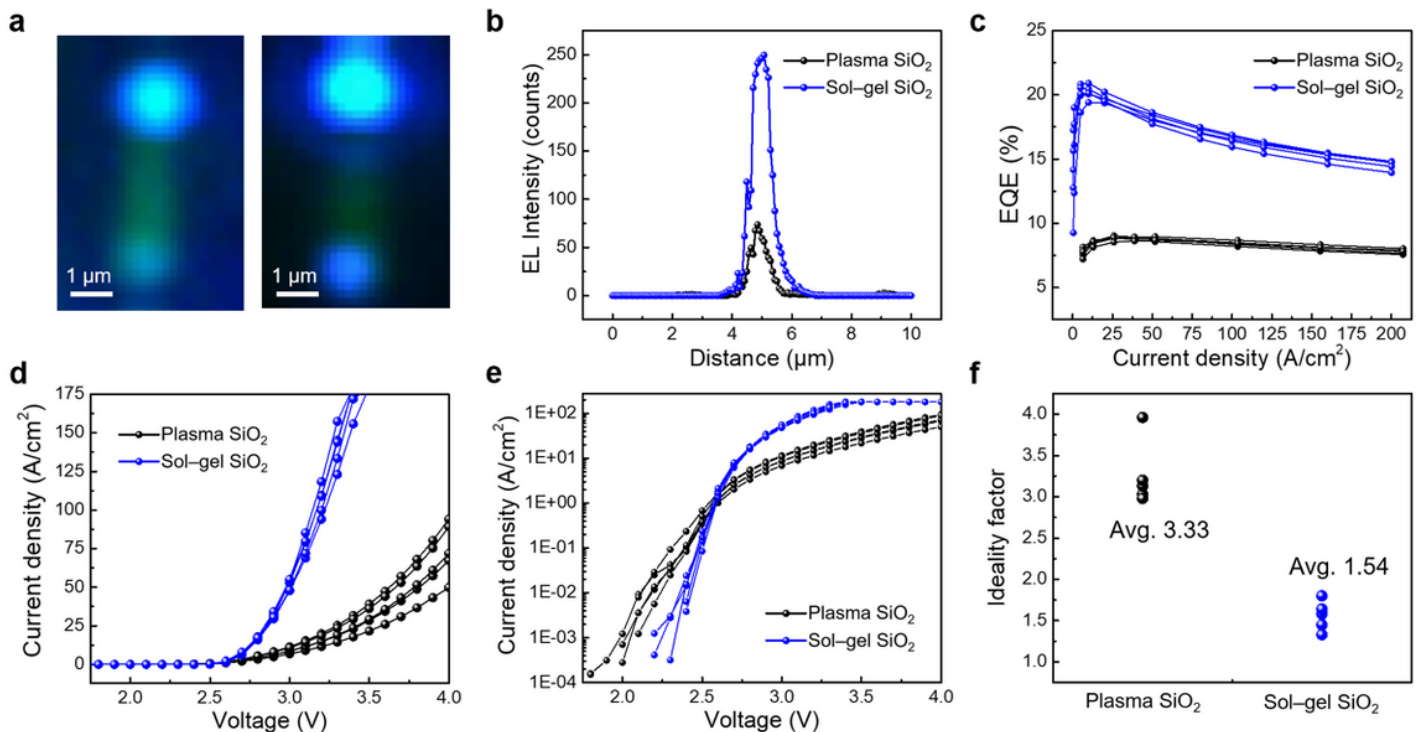 a
1 µm
1 µm
b
EL Intensity (counts)
250
200
150
100
50
0
Plasma SiO₂
Sol–gel SiO₂
0 2 4 6 8 10
Distance (µm)
c
EQE (%)
25
20
15
10
5
Plasma SiO₂
Sol–gel SiO₂
0 25 50 75 100 125 150 175 200
Current density (A/cm²)
d
Current density (A/cm²)
175
150
125
100
75
50
25
0
Plasma SiO₂
Sol–gel SiO₂
2.0 2.5 3.0 3.5 4.0
Voltage (V)
e
Current density (A/cm²)
1E+02
1E+01
1E+00
1E-01
1E-02
1E-03
1E-04
Plasma SiO₂
Sol–gel SiO₂
2.0 2.5 3.0 3.5 4.0
Voltage (V)
f
Ideality factor
4.0
3.5
3.0
2.5
2.0
1.5
1.0
Avg. 3.33
Avg. 1.54
Plasma SiO₂ Sol–gel SiO₂